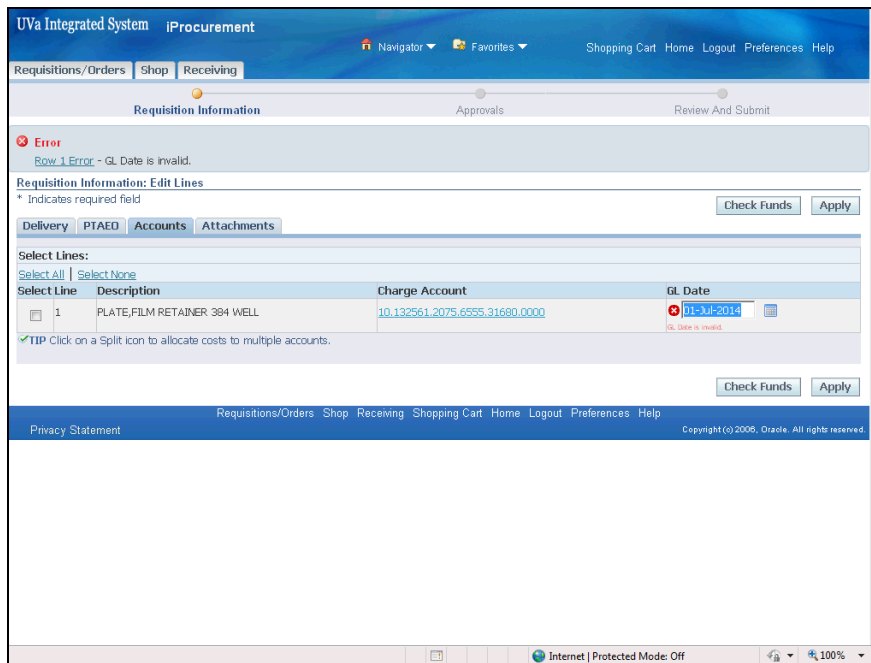 UVa Integrated System iProcurement
Navigator Favorites Shopping Cart Home Logout Preferences Help
Requisitions/Orders Shop Receiving
Requisition Information Approvals Review And Submit
Error
Row 1 Error - GL Date is invalid.
Requisition Information: Edit Lines
* Indicates required field
Check Funds Apply
Delivery PTAEO Accounts Attachments
Select Lines:
Select All | Select None
Select Line Description Charge Account GL Date
1 PLATE,FILM RETAINER 384 WELL 10.132561.2075.6555.31680.0000 01-Jul-2014
GL Date is invalid.
TIP Click on a Split icon to allocate costs to multiple accounts.
Check Funds Apply
Requisitions/Orders Shop Receiving Shopping Cart Home Logout Preferences Help
Privacy Statement Copyright (c) 2006, Oracle. All rights reserved.
Internet | Protected Mode: Off 100%